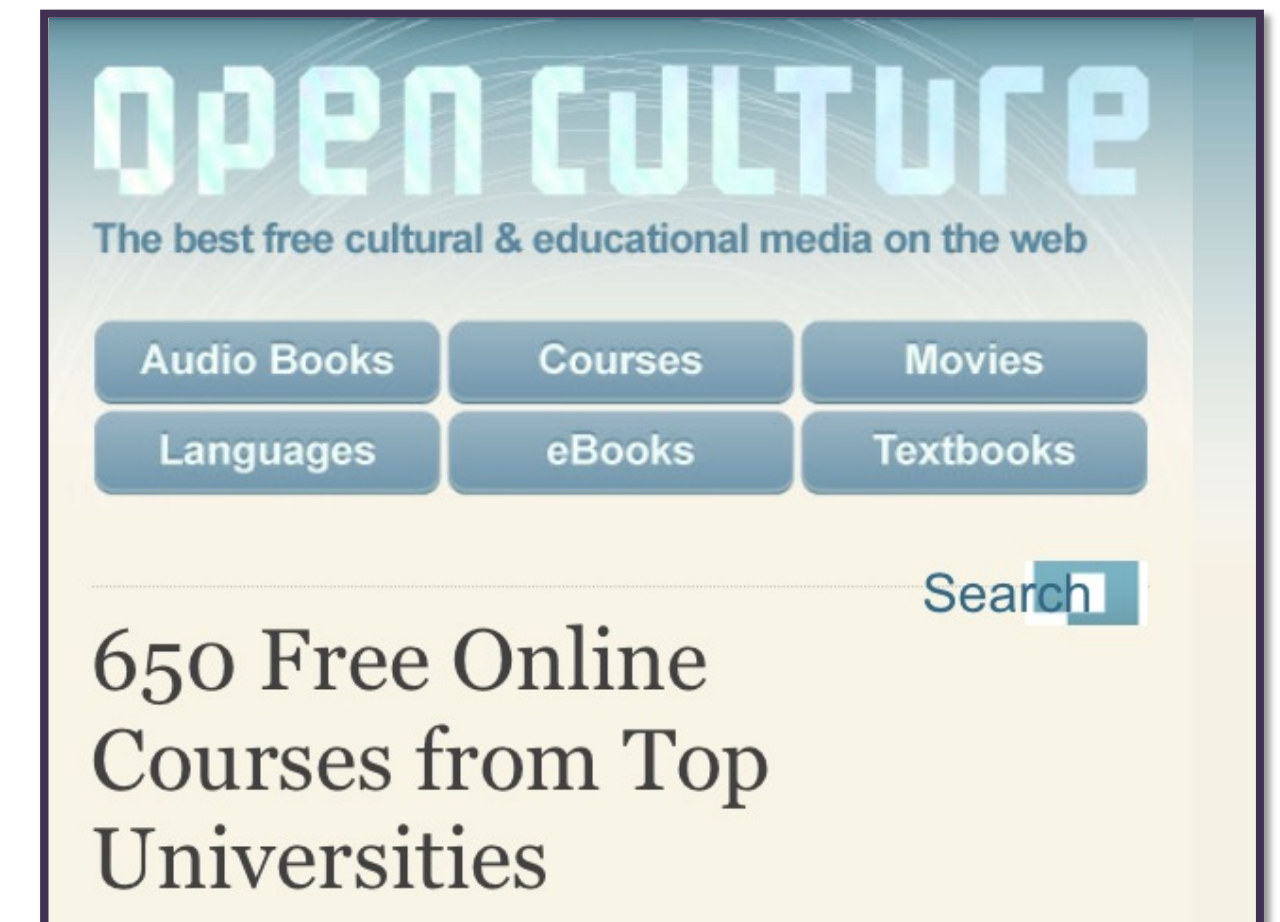 OPEN CULTURE
The best free cultural & educational media on the web
Audio Books Courses Movies
Languages eBooks Textbooks
Search
650 Free Online
Courses from Top
Universities